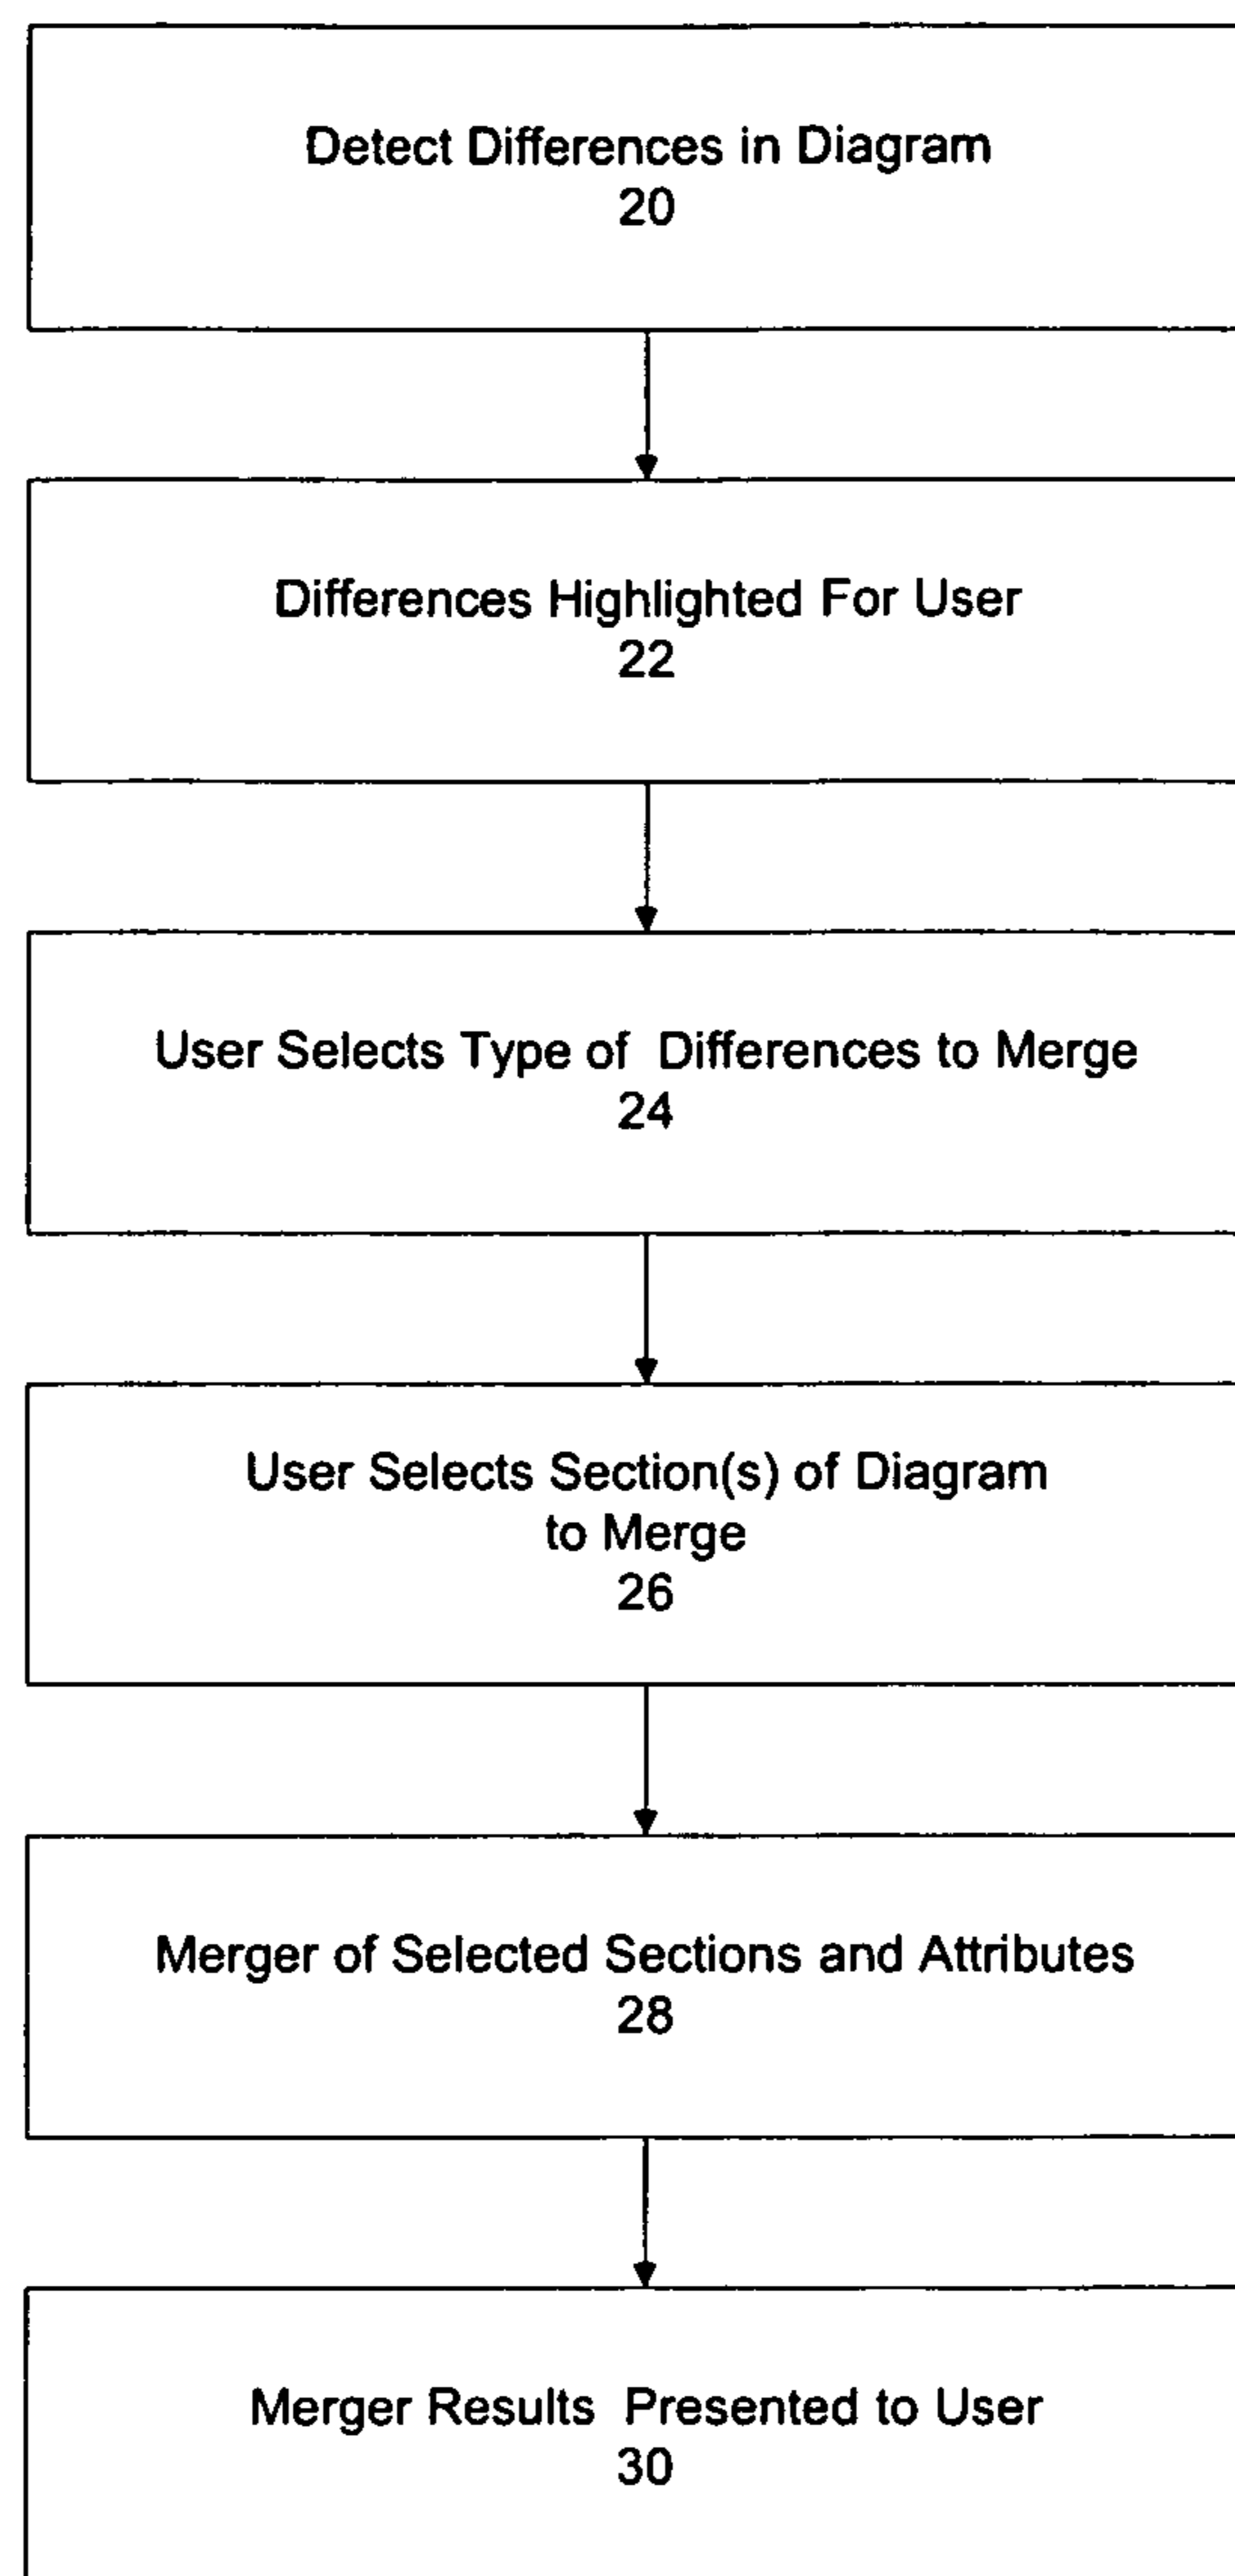 Detect Differences in Diagram
20
Differences Highlighted For User
22
User Selects Type of Differences to Merge
24
User Selects Section(s) of Diagram
to Merge
26
Merger of Selected Sections and Attributes
28
Merger Results Presented to User
30